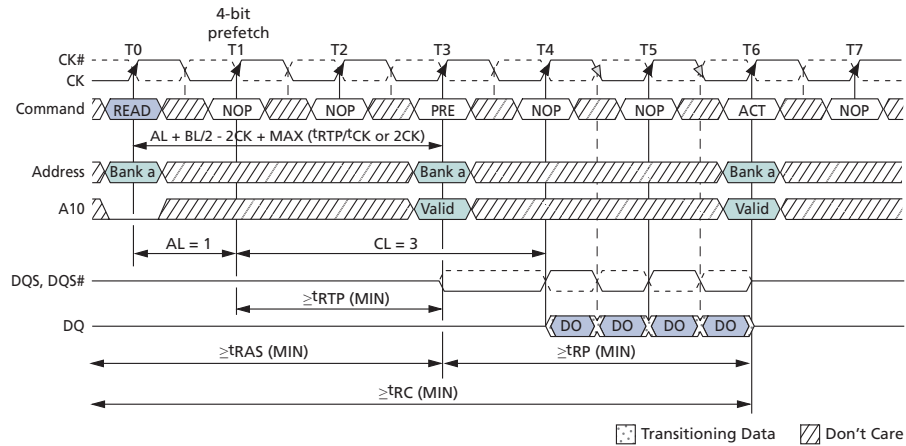 4-bit
prefetch
T0 T1 T2 T3 T4 T5 T6 T7
CK#
CK
Command READ NOP NOP PRE NOP NOP ACT NOP
AL + BL/2 - 2CK + MAX (tRTP/tCK or 2CK)
Address Bank a Bank a Bank a
A10 Valid Valid
AL = 1 CL = 3
DQS, DQS#
≥tRTP (MIN)
DQ DO DO DO DO
≥tRAS (MIN) ≥tRP (MIN)
≥tRC (MIN)
Transitioning Data Don't Care